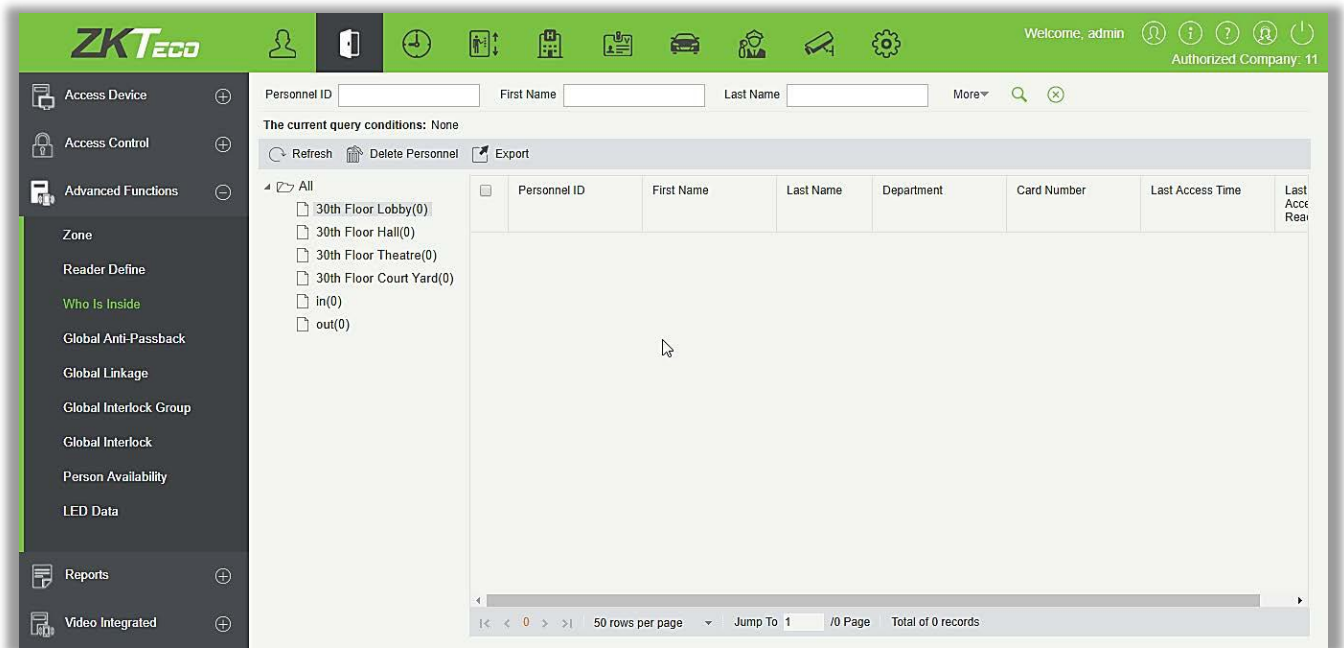 ZKTeco
Welcome, admin
Authorized Company: 11
Access Device
Access Control
Advanced Functions
Zone
Reader Define
Who Is Inside
Global Anti-Passback
Global Linkage
Global Interlock Group
Global Interlock
Person Availability
LED Data
Reports
Video Integrated
Personnel ID First Name Last Name More
The current query conditions: None
Refresh Delete Personnel Export
All
30th Floor Lobby(0)
30th Floor Hall(0)
30th Floor Theatre(0)
30th Floor Court Yard(0)
in(0)
out(0)
Personnel ID First Name Last Name Department Card Number Last Access Time Last
Acce
Read
|< < 0 > >| 50 rows per page Jump To 1 /0 Page Total of 0 records